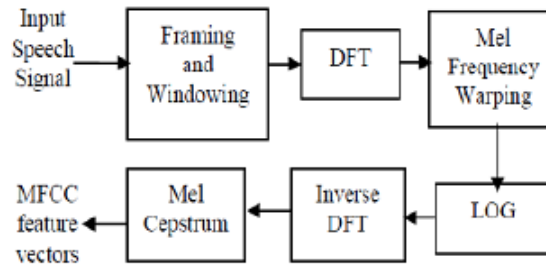 Input
Speech
Signal
Framing
and
Windowing
DFT
Mel
Frequency
Warping
LOG
Inverse
DFT
Mel
Cepstrum
MFCC
feature
vectors